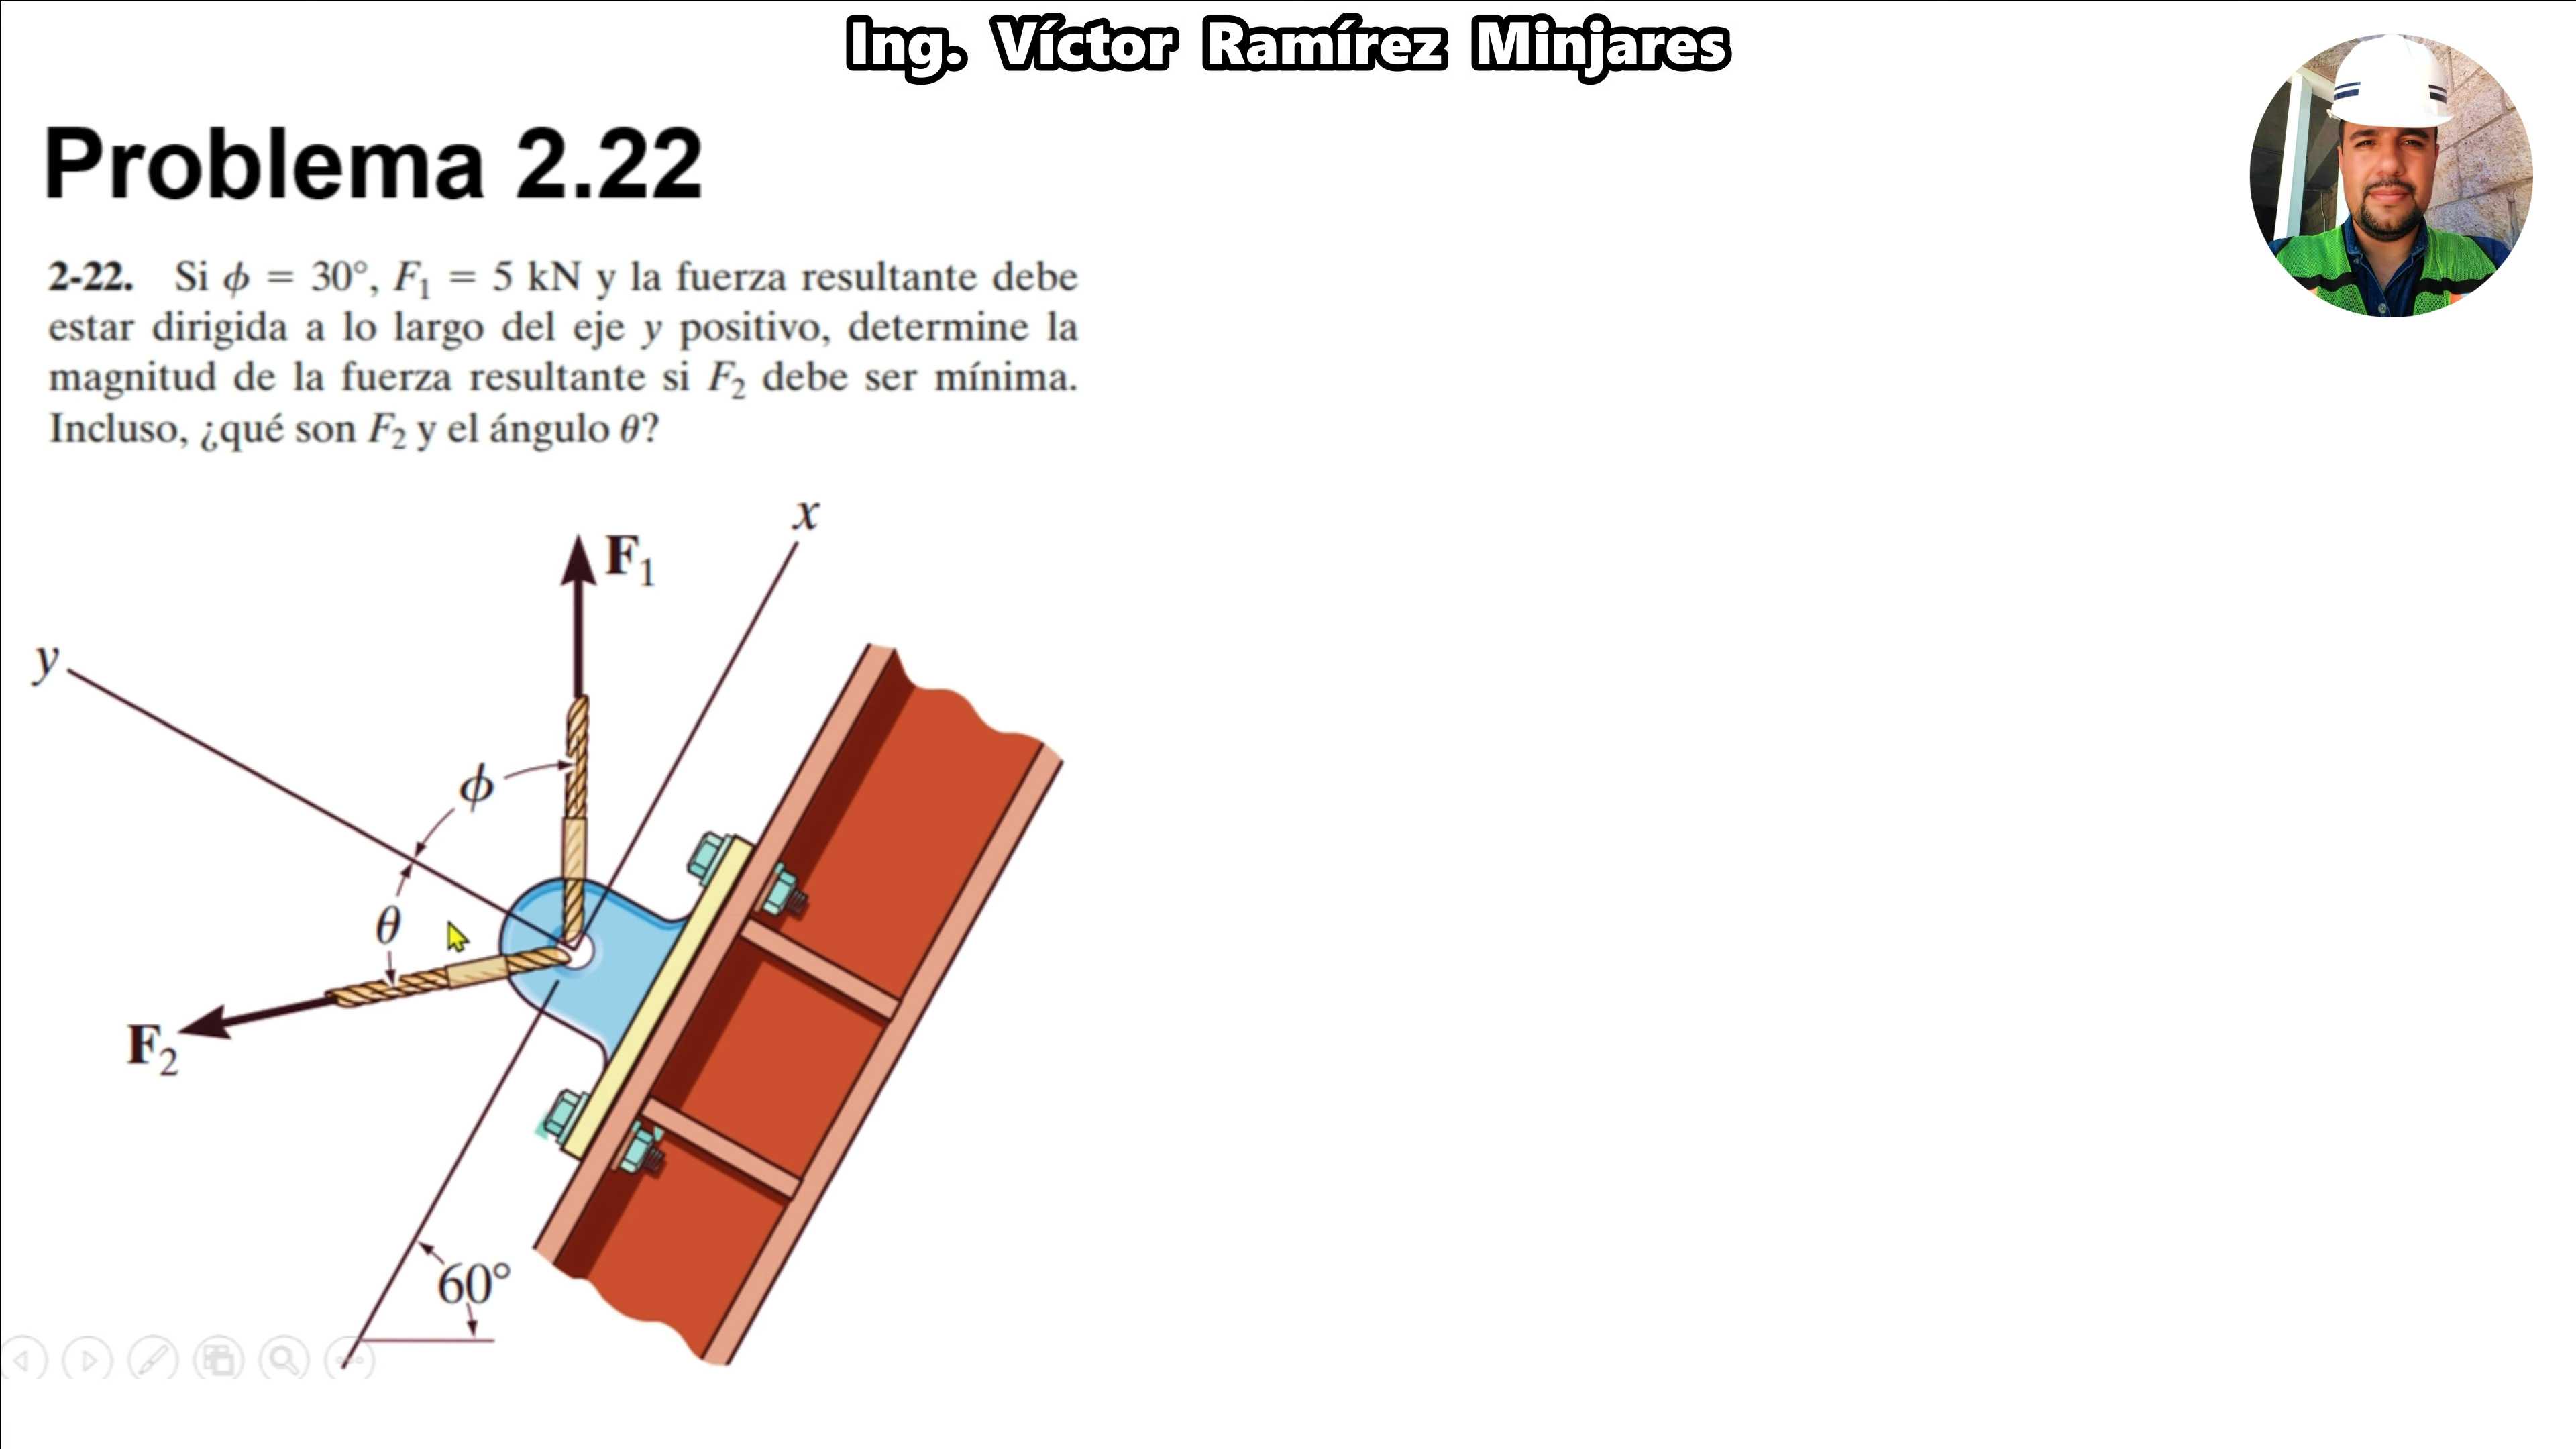 Ing. Víctor Ramírez Minjares
Problema 2.22
2-22. Si ϕ = 30°, F₁ = 5 kN y la fuerza resultante debe
estar dirigida a lo largo del eje y positivo, determine la
magnitud de la fuerza resultante si F₂ debe ser mínima.
Incluso, ¿qué son F₂ y el ángulo θ?
x
F₁
y
ϕ
θ
F₂
60°